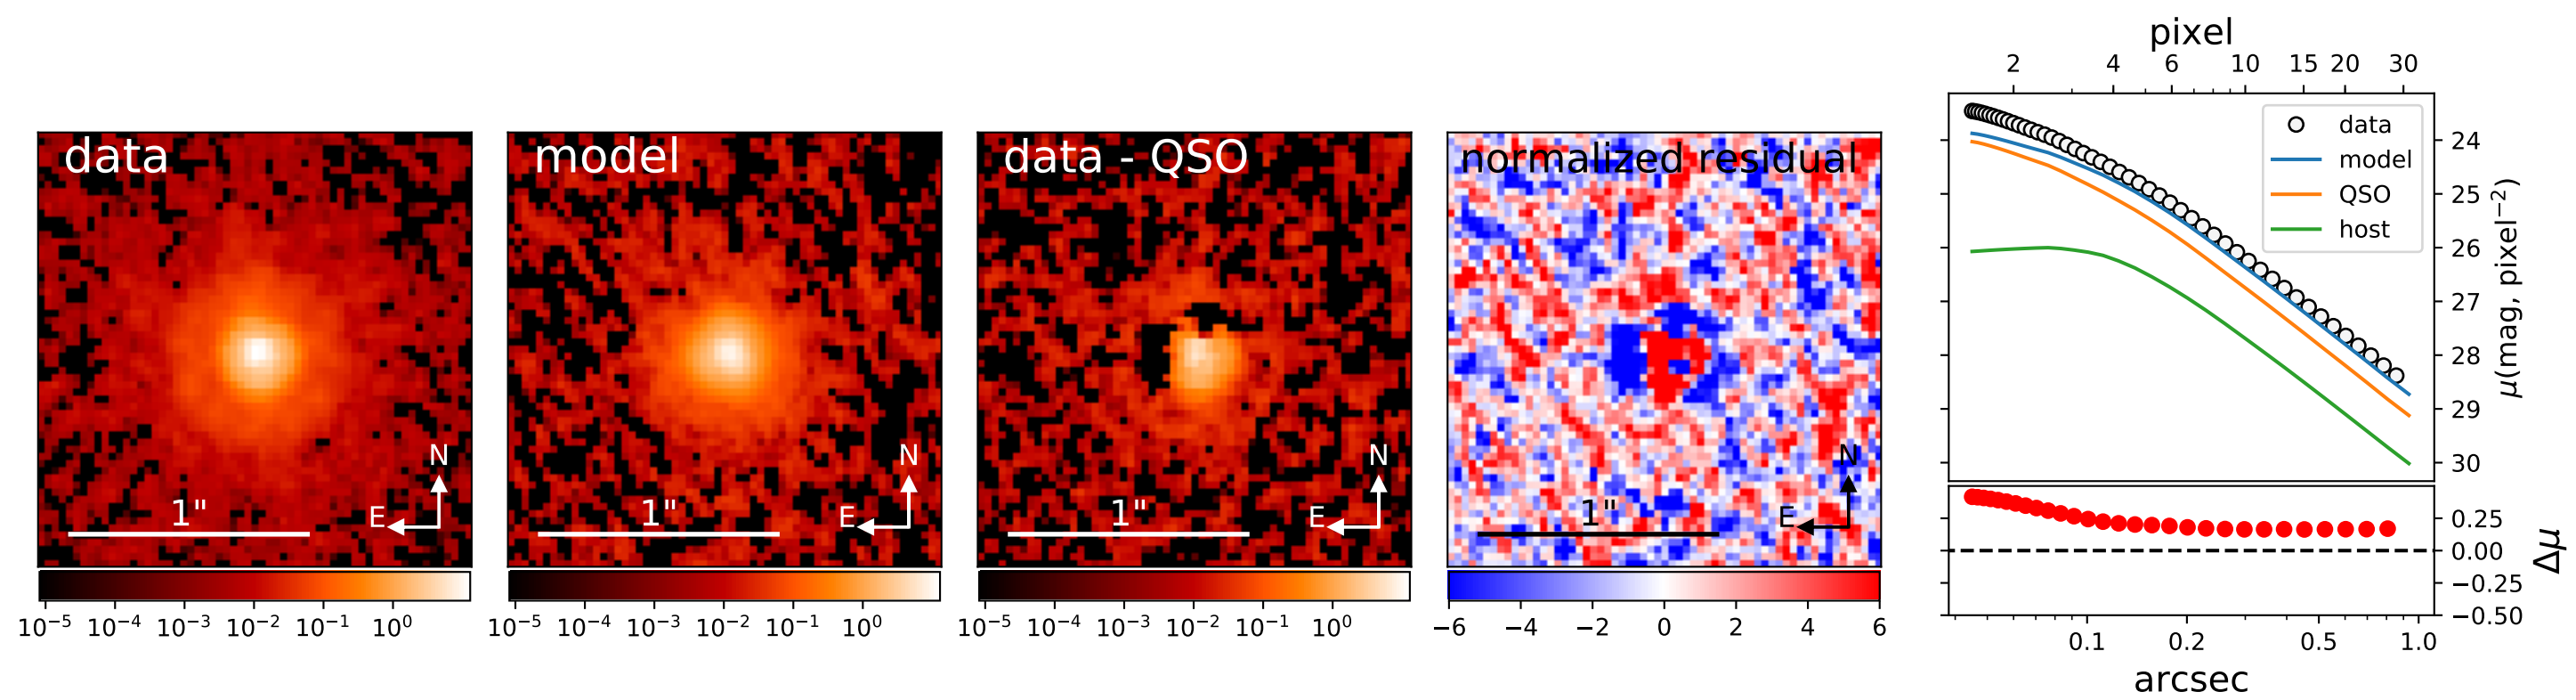 data
N
E
1"
10⁻⁵ 10⁻⁴ 10⁻³ 10⁻² 10⁻¹ 10⁰
model
N
E
1"
10⁻⁵ 10⁻⁴ 10⁻³ 10⁻² 10⁻¹ 10⁰
data - QSO
N
E
1"
10⁻⁵ 10⁻⁴ 10⁻³ 10⁻² 10⁻¹ 10⁰
normalized residual
N
E
1"
−6 −4 −2 0 2 4 6
pixel
2 4 6 10 15 20 30
data
model
QSO
host
24
25
26
27
28
29
30
μ(mag, pixel⁻²)
0.25
0.00
−0.25
−0.50
Δμ
0.1 0.2 0.5 1.0
arcsec